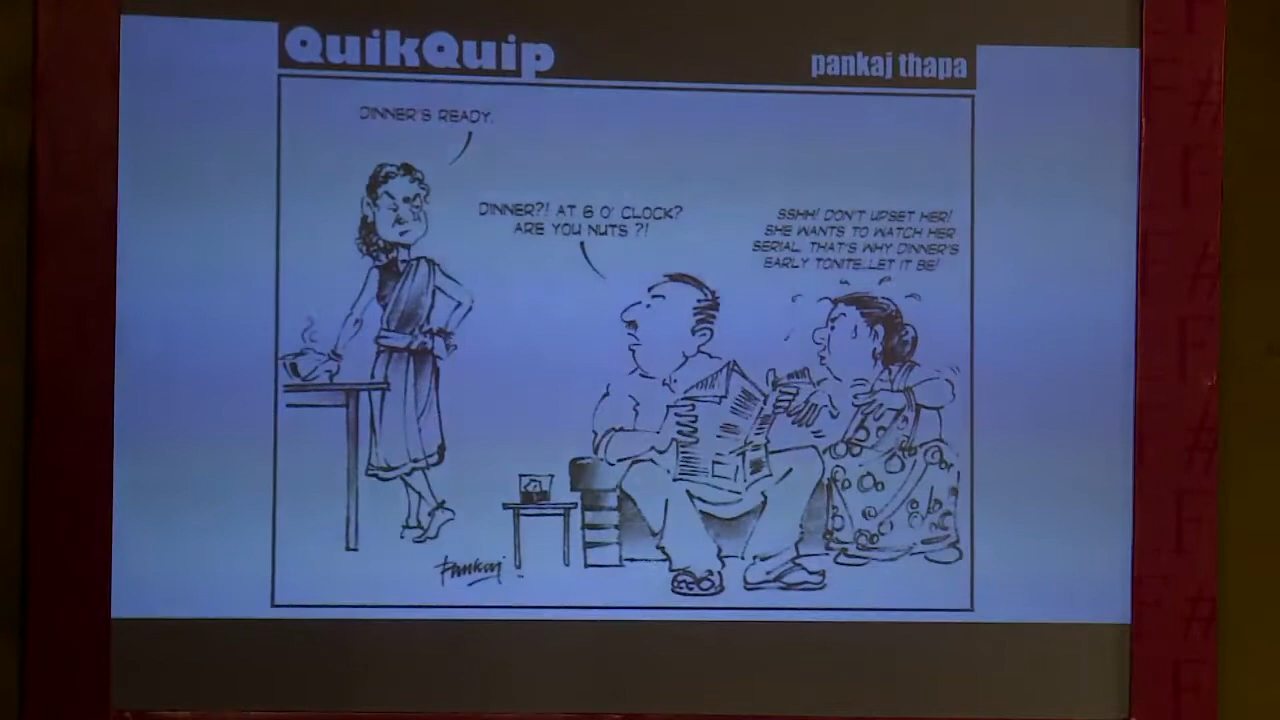 QuikQuip
pankaj thapa
DINNER'S READY.
DINNER?! AT 6 O' CLOCK?
ARE YOU NUTS ?!
SSHH! DON'T UPSET HER!
SHE WANTS TO WATCH HER
SERIAL. THAT'S WHY DINNER'S
EARLY TONITE..LET IT BE!
Pankaj